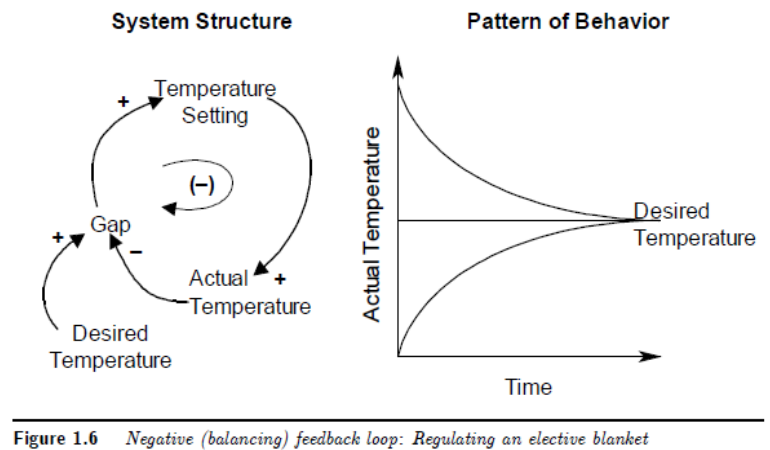 System Structure
Pattern of Behavior
+
Temperature
Setting
(–)
Gap
+
–
Actual
Temperature
+
Desired
Temperature
Actual Temperature
Desired
Temperature
Time
Figure 1.6 Negative (balancing) feedback loop: Regulating an elective blanket